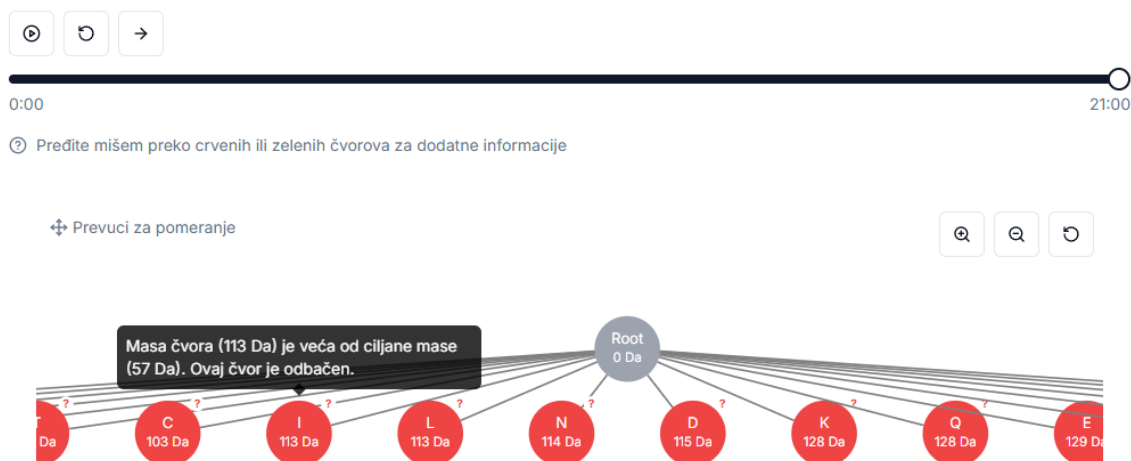 0:00
21:00
Pređite mišem preko crvenih ili zelenih čvorova za dodatne informacije
Prevuci za pomeranje
Root
0 Da
Masa čvora (113 Da) je veća od ciljane mase
(57 Da). Ovaj čvor je odbačen.
? ? ? ? ? ? ? ?
C I L N D K Q E
Da 103 Da 113 Da 113 Da 114 Da 115 Da 128 Da 128 Da 129 Da